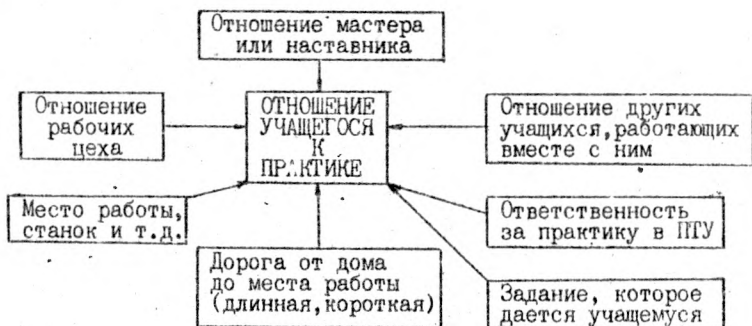 Отношение мастера
или наставника
Отношение
рабочих
цеха
ОТНОШЕНИЕ
УЧАЩЕГОСЯ
К
ПРАКТИКЕ
Отношение других
учащихся,работающих
вместе с ним
Место работы,
станок и т.д.
Ответственность
за практику в ПТУ
Дорога от дома
до места работы
(длинная,короткая)
Задание, которое
дается учащемуся